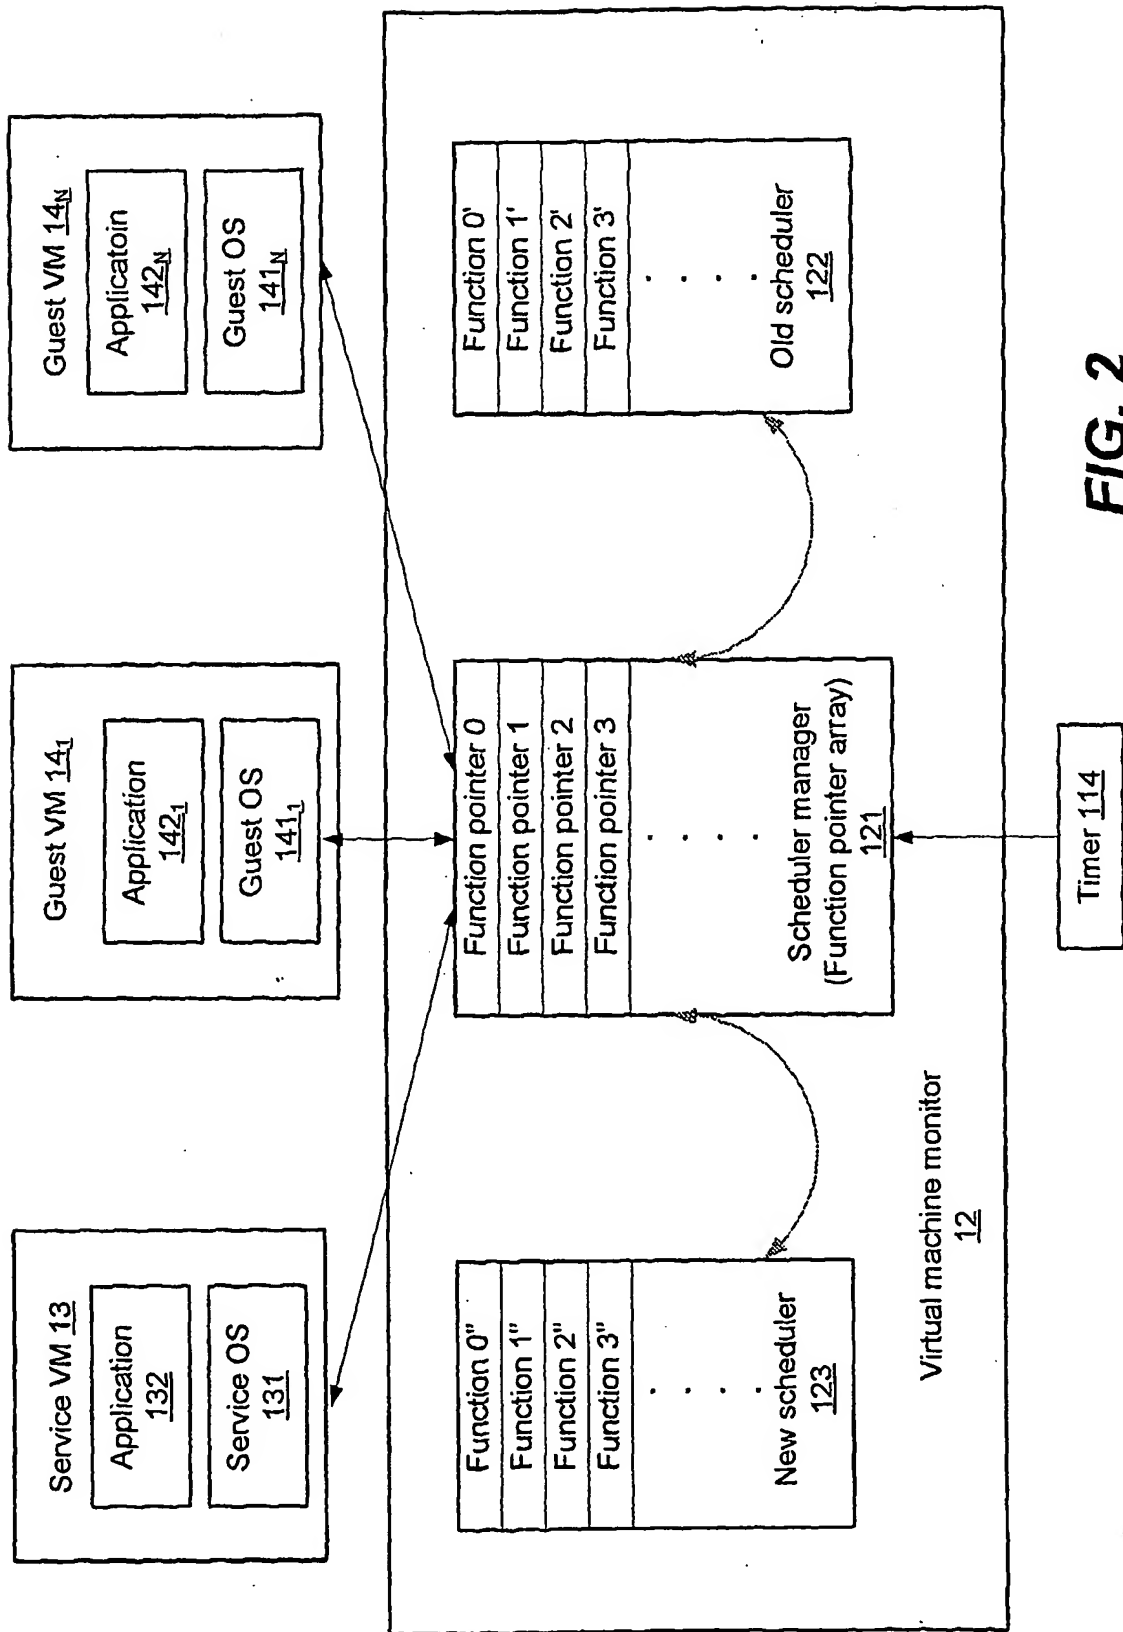 Service VM 13
Application
132
Service OS
131
Guest VM 14₁
Application
142₁
Guest OS
141₁
Guest VM 14N
Applicatoin
142N
Guest OS
141N
Function 0"
Function 1"
Function 2"
Function 3"
. . . .
New scheduler
123
Function pointer 0
Function pointer 1
Function pointer 2
Function pointer 3
. . . .
Scheduler manager
(Function pointer array)
121
Function 0'
Function 1'
Function 2'
Function 3'
. . . .
Old scheduler
122
Virtual machine monitor
12
Timer 114
FIG. 2